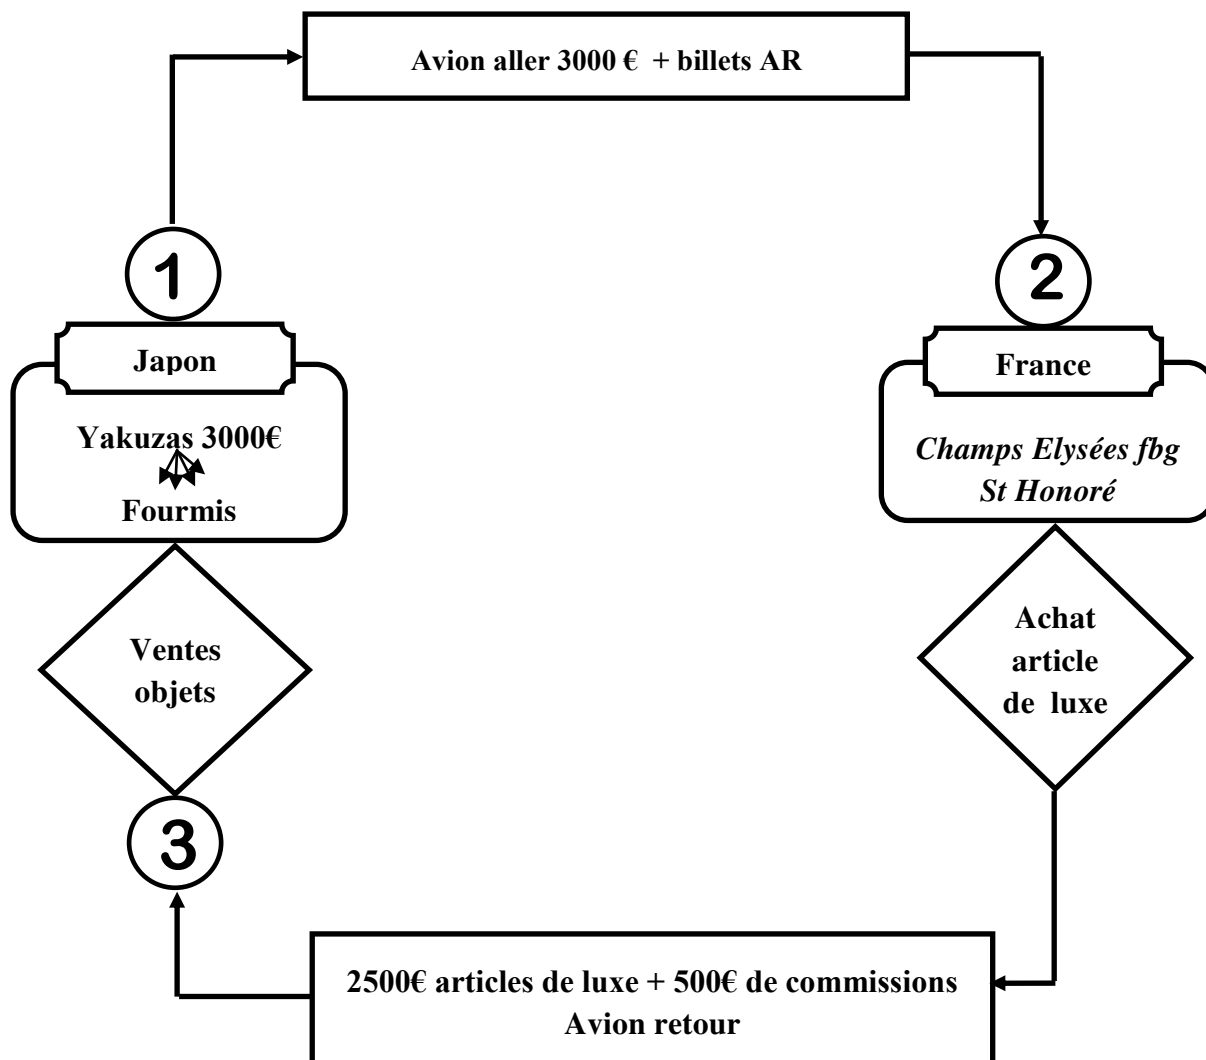 Avion aller 3000 € + billets AR
1
2
Japon
France
Yakuzas 3000€
Fourmis
Champs Elysées fbg
St Honoré
Ventes
objets
Achat
article
de luxe
3
2500€ articles de luxe + 500€ de commissions
Avion retour